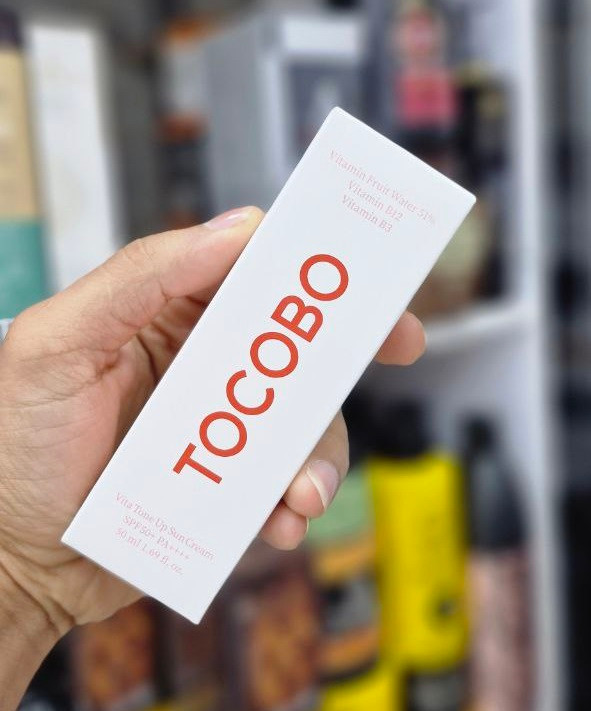 Vitamin Fruit Water 51%
Vitamin B12
Vitamin B3
TOCOBO
Vita Tone Up Sun Cream
SPF50+ PA++++
50 ml 1.69 fl. oz.